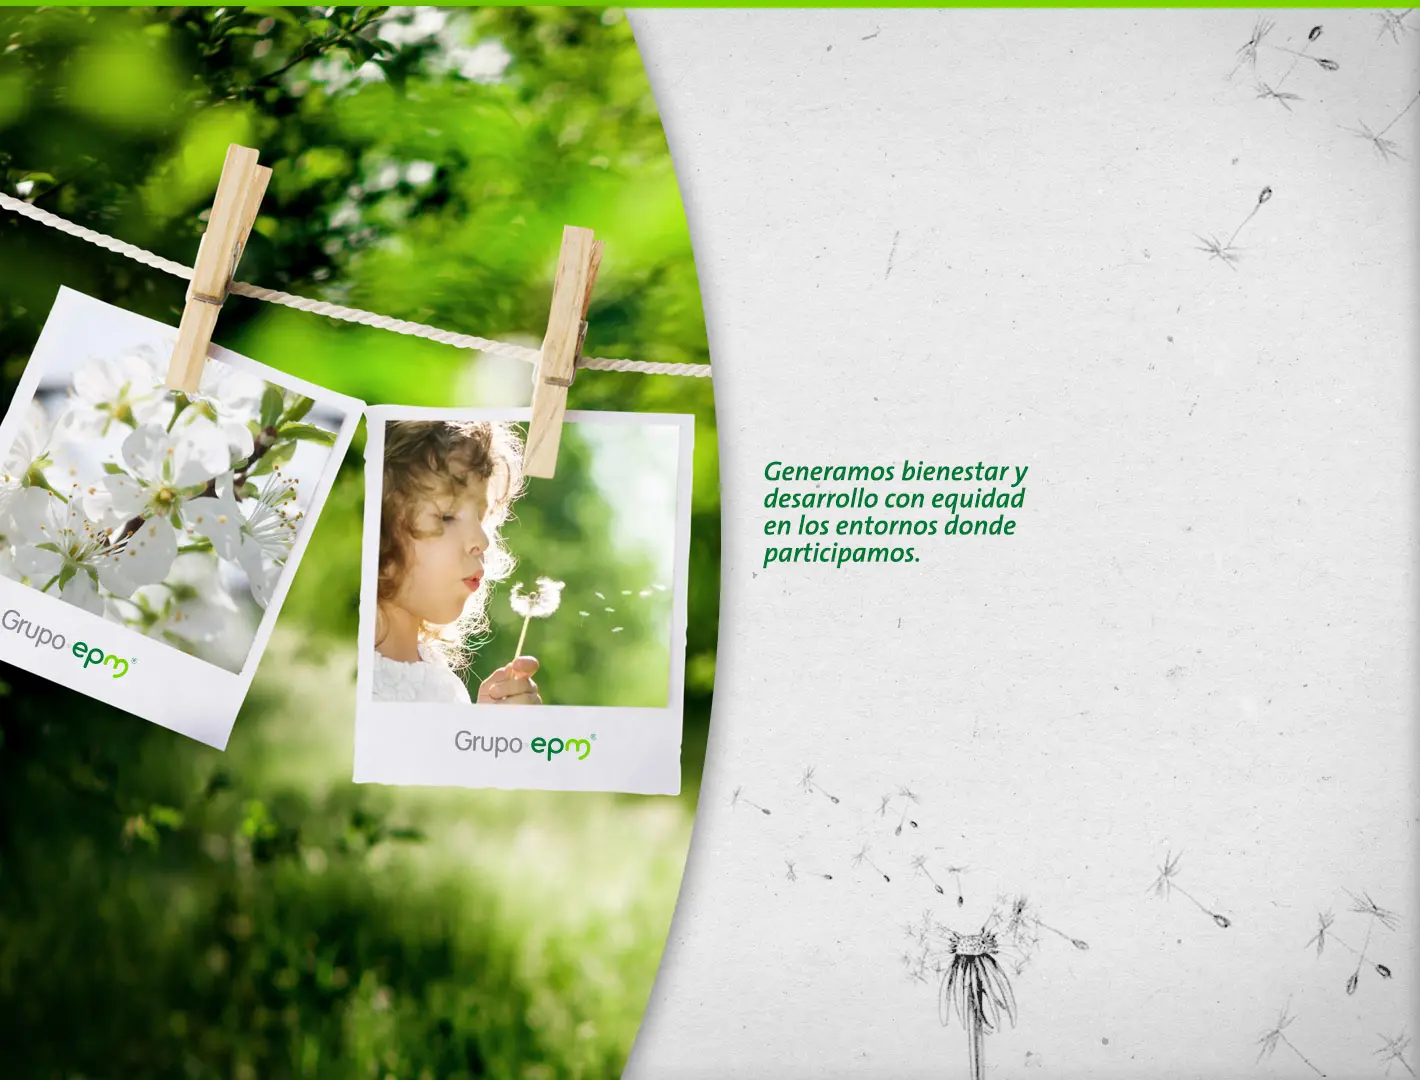 Grupo·epm®
Grupo·epm®
Generamos bienestar y
desarrollo con equidad
en los entornos donde
participamos.